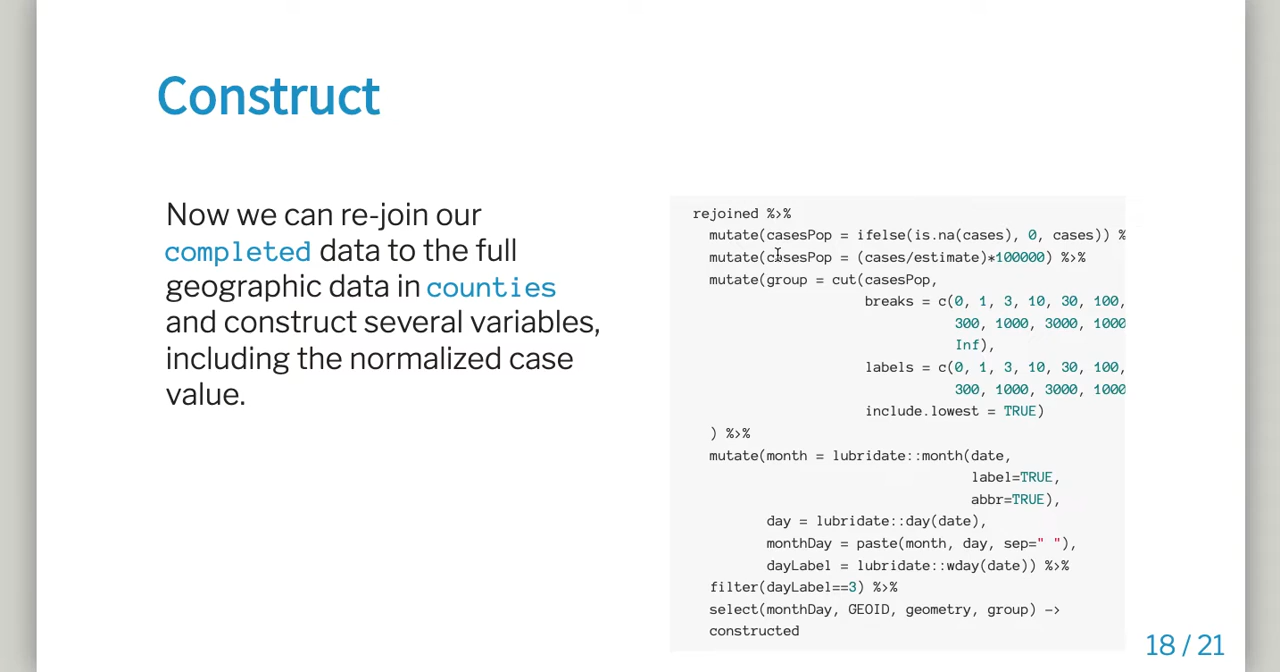 Construct
Now we can re-join our
completed data to the full
geographic data in counties
and construct several variables,
including the normalized case
value.
rejoined %>%
mutate(casesPop = ifelse(is.na(cases), 0, cases)) %
mutate(casesPop = (cases/estimate)*100000) %>%
mutate(group = cut(casesPop,
breaks = c(0, 1, 3, 10, 30, 100,
300, 1000, 3000, 1000
Inf),
labels = c(0, 1, 3, 10, 30, 100,
300, 1000, 3000, 1000
include.lowest = TRUE)
) %>%
mutate(month = lubridate::month(date,
label=TRUE,
abbr=TRUE),
day = lubridate::day(date),
monthDay = paste(month, day, sep=" "),
dayLabel = lubridate::wday(date)) %>%
filter(dayLabel==3) %>%
select(monthDay, GEOID, geometry, group) ->
constructed
18 / 21